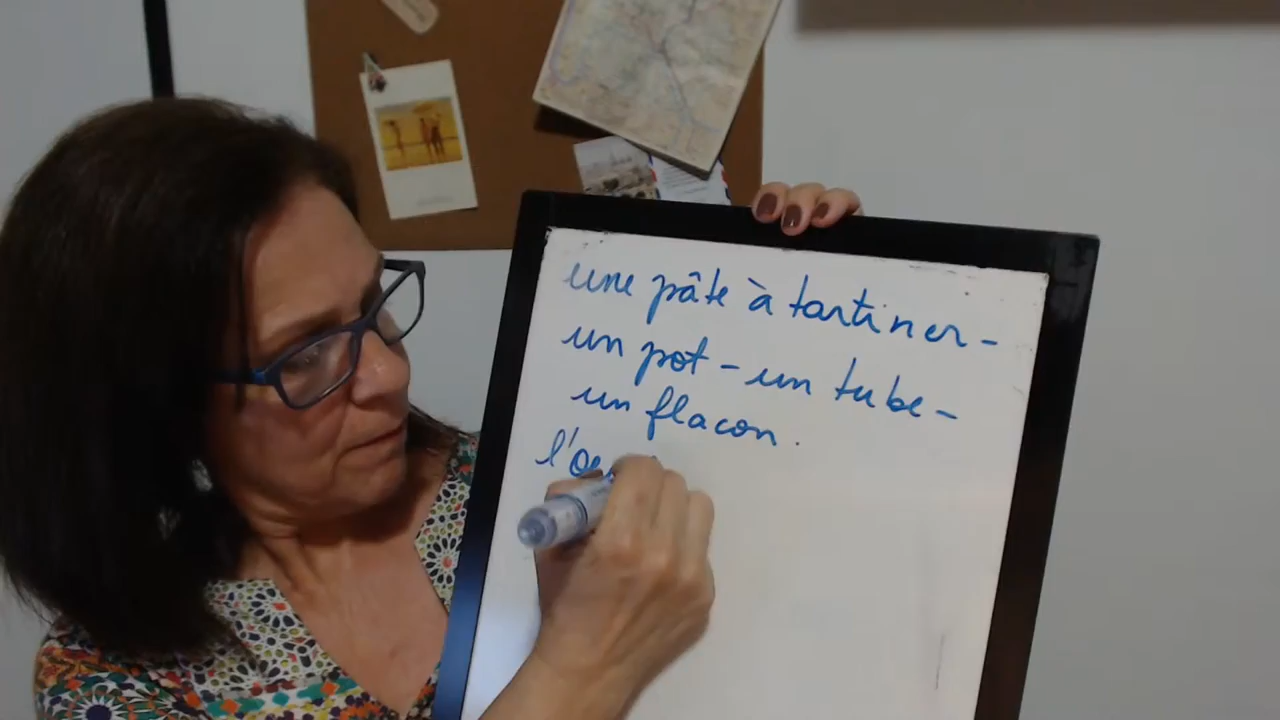 une pâte à tartiner -
un pot - un tube -
un flacon.